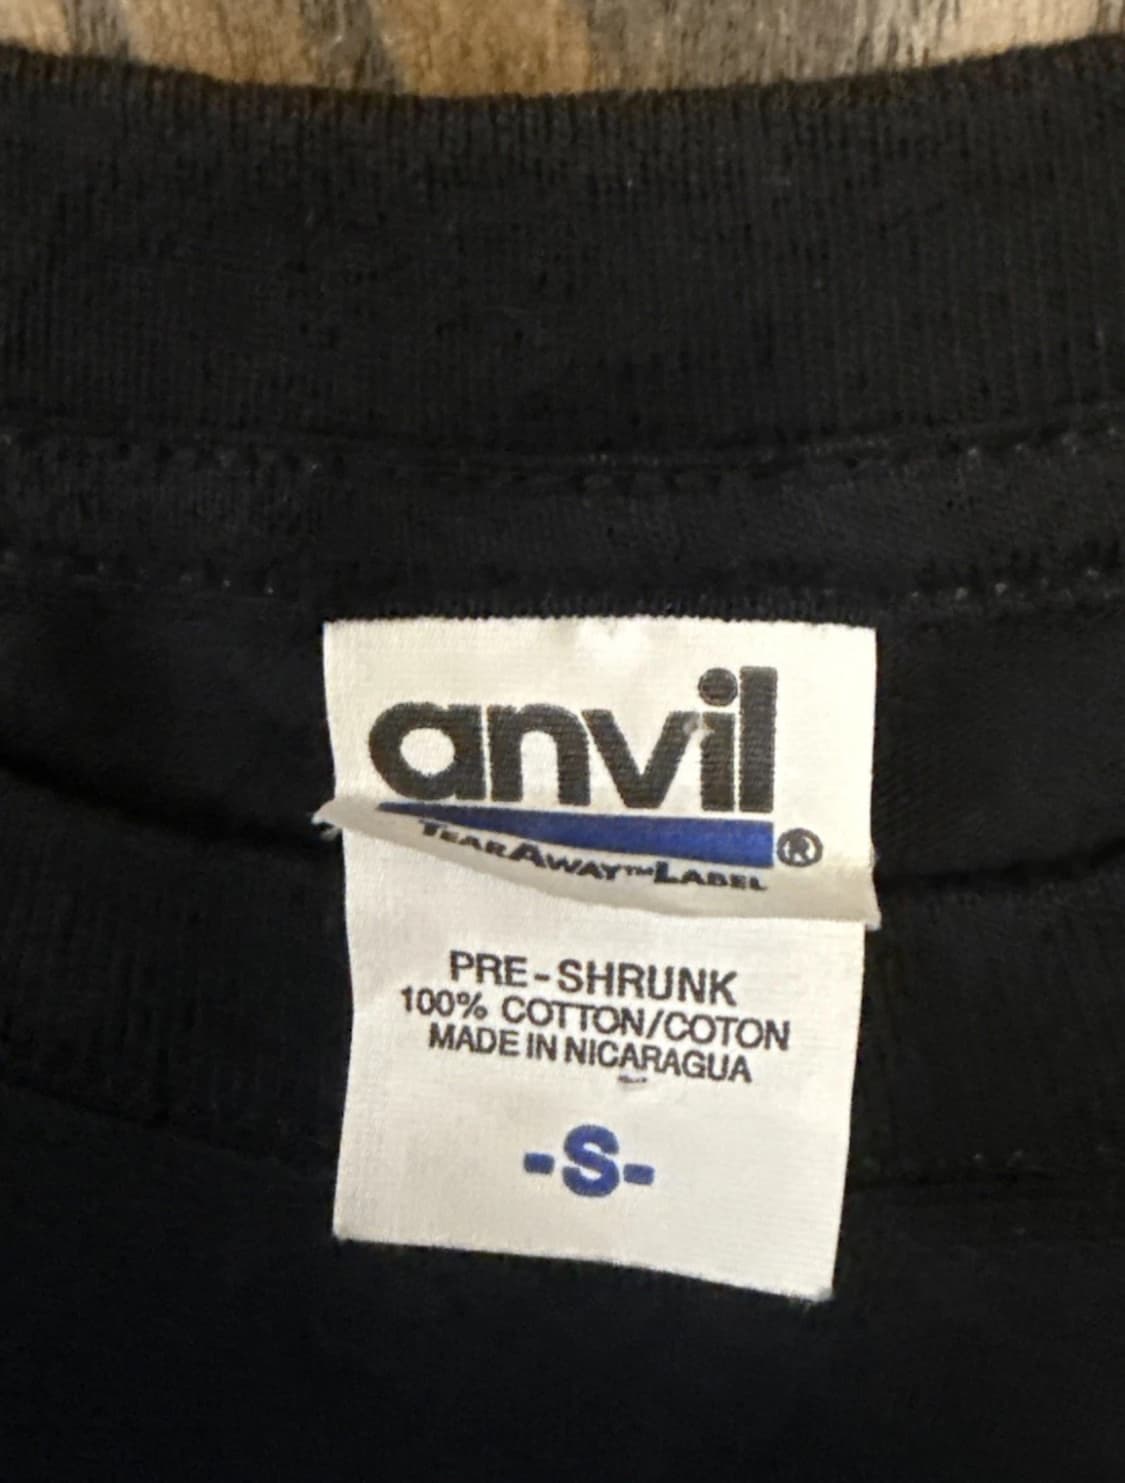 anvil®
TEARAWAY™LABEL
PRE-SHRUNK
100% COTTON/COTON
MADE IN NICARAGUA
-S-